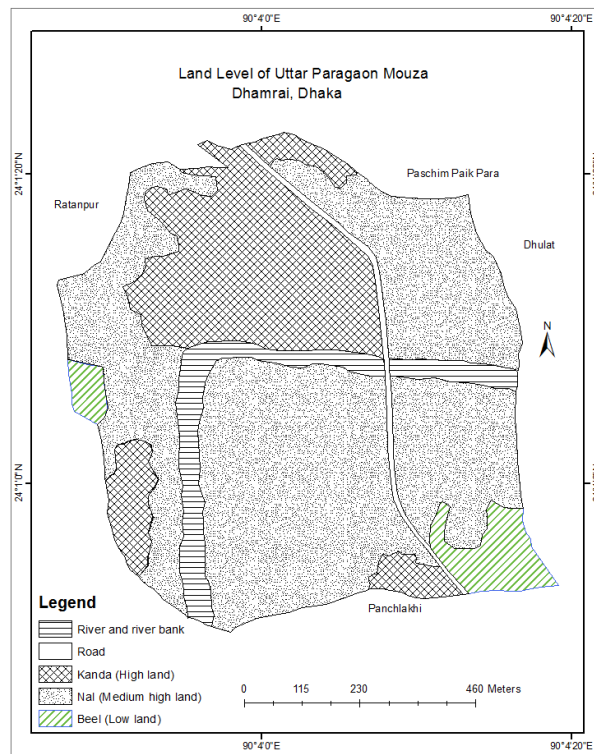 90°4'0"E
90°4'20"E
Land Level of Uttar Paragaon Mouza
Dhamrai, Dhaka
24°1'20"N
Paschim Paik Para
Ratanpur
Dhulat
N
24°1'0"N
Panchlakhi
Legend
River and river bank
Road
Kanda (High land)
Nal (Medium high land)
Beel (Low land)
0 115 230 460 Meters
90°4'0"E
90°4'20"E